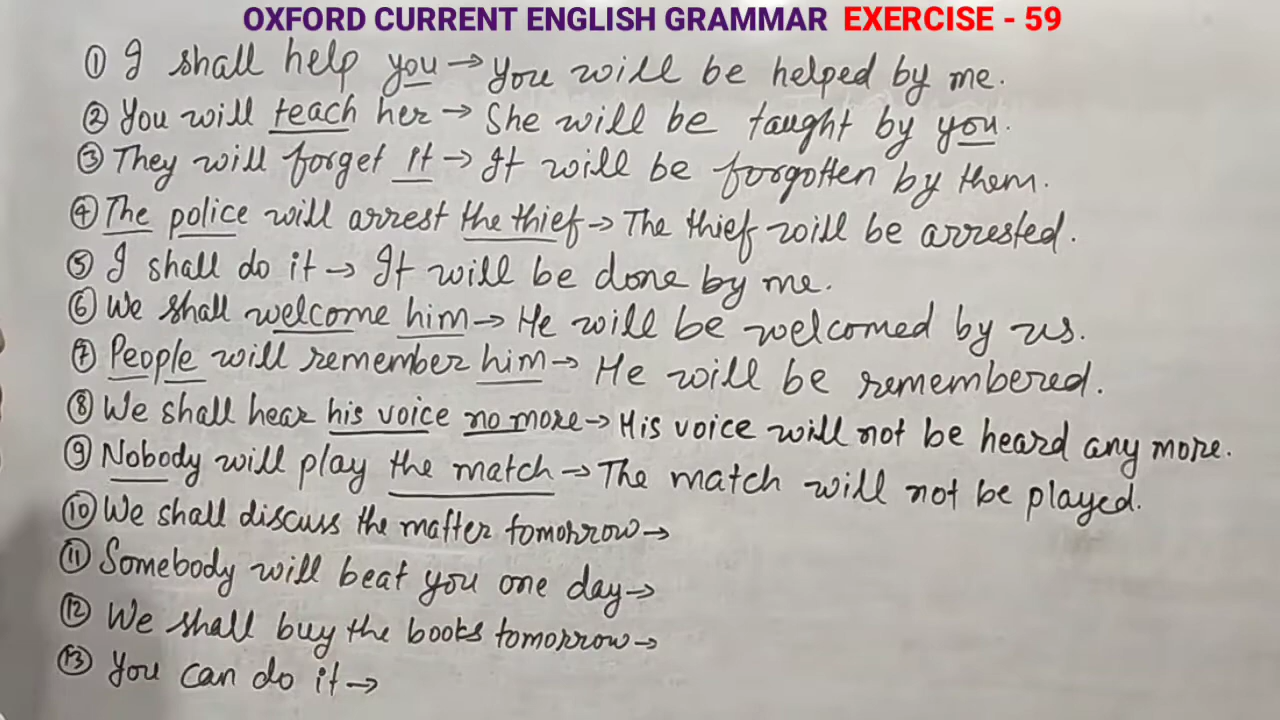 OXFORD CURRENT ENGLISH GRAMMAR EXERCISE - 59
① I shall help you → You will be helped by me.
② You will teach her → She will be taught by you.
③ They will forget it → It will be forgotten by them.
④ The police will arrest the thief → The thief will be arrested.
⑤ I shall do it → It will be done by me.
⑥ We shall welcome him → He will be welcomed by us.
⑦ People will remember him → He will be remembered.
⑧ We shall hear his voice no more → His voice will not be heard any more.
⑨ Nobody will play the match → The match will not be played.
⑩ We shall discuss the matter tomorrow →
⑪ Somebody will beat you one day →
⑫ We shall buy the books tomorrow →
⑬ You can do it →